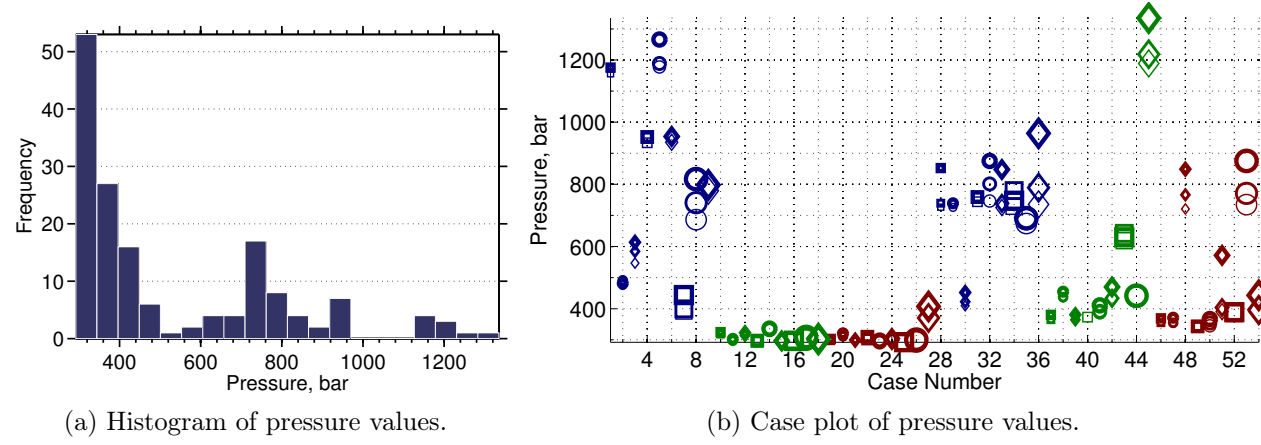 50
40
30
20
10
0
Frequency
400 600 800 1000 1200
Pressure, bar
(a) Histogram of pressure values.
1200
1000
800
600
400
Pressure, bar
4 8 12 16 20 24 28 32 36 40 44 48 52
Case Number
(b) Case plot of pressure values.